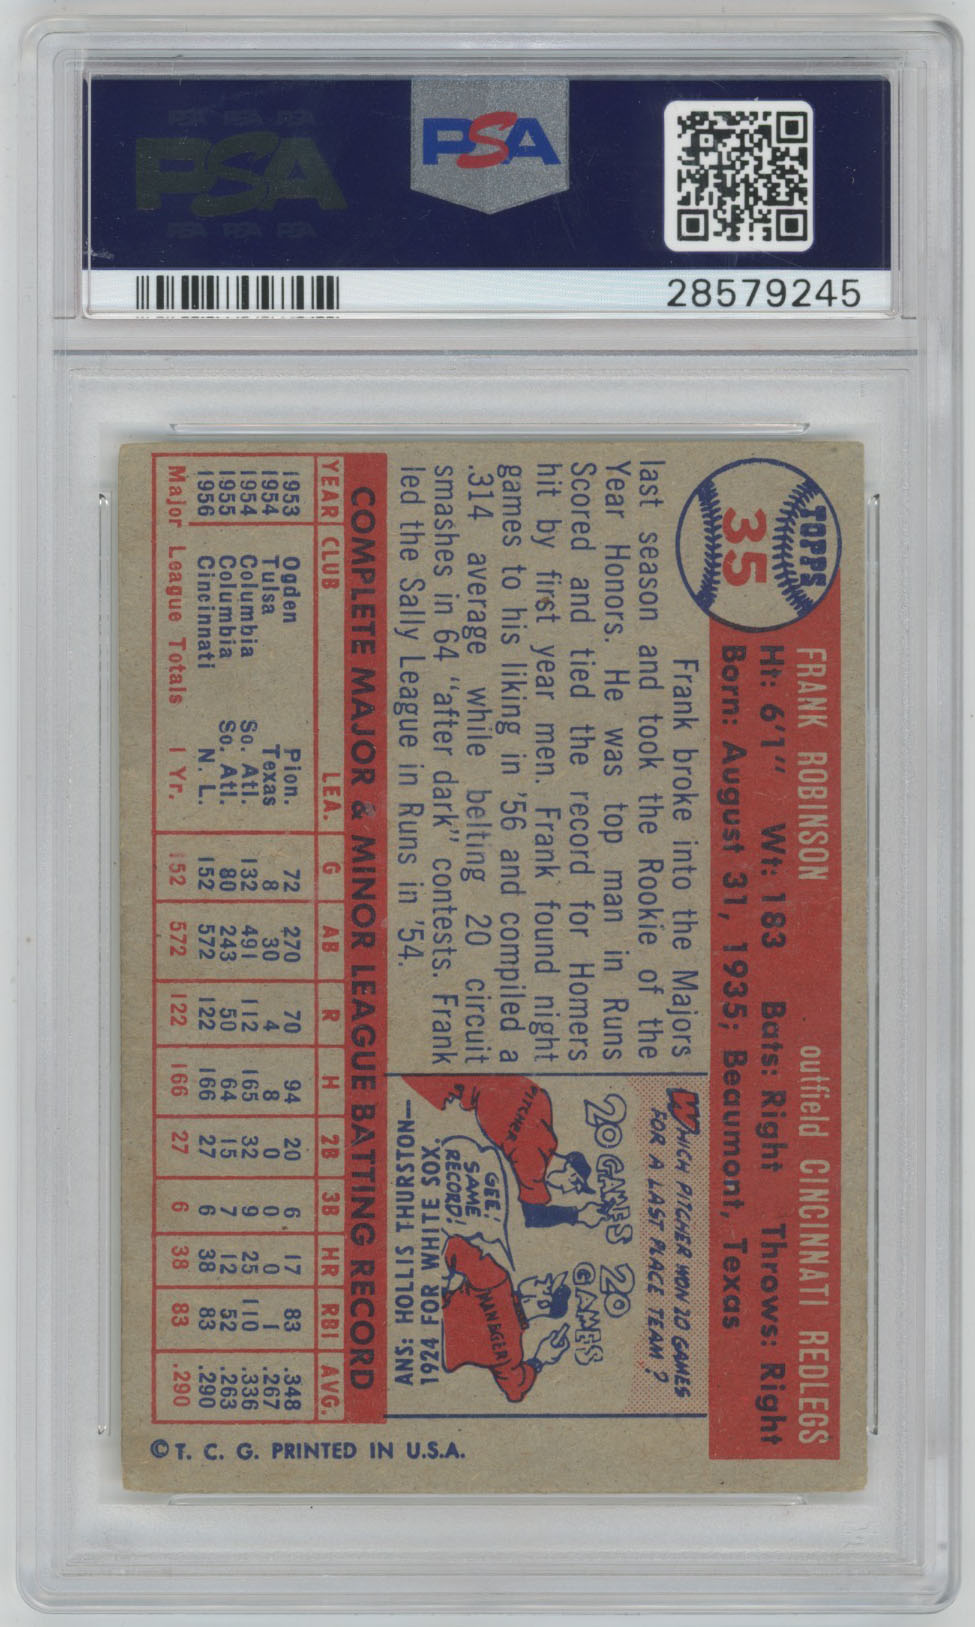 PSA PSA PSA
PSA
PSA PSA PSA
PSA
28579245
TOPPS
35
FRANK ROBINSON outfield CINCINNATI REDLEGS
Ht: 6'1" Wt: 183 Bats: Right Throws: Right
Born: August 31, 1935; Beaumont, Texas
Frank broke into the Majors
last season and took the Rookie of the
Year Honors. He was top man in Runs
Scored and tied the record for Homers
hit by first year men. Frank found night
games to his liking in '56 and compiled a
.314 average while belting 20 circuit
smashes in 64 "after dark" contests. Frank
led the Sally League in Runs in '54.
WHICH PITCHER WON 20 GAMES
FOR A LAST PLACE TEAM?
20 GAMES
20 GAMES
PITCHER
MANAGER
GEE!
SAME
RECORD!
ANS: HOLLIS THURSTON—
1924 FOR WHITE SOX.
COMPLETE MAJOR & MINOR LEAGUE BATTING RECORD
YEAR CLUB LEA. G AB R H 2B 3B HR RBI AVG.
1953 Ogden Pion. 72 270 70 94 20 6 17 83 .348
1954 Tulsa Texas 8 30 4 8 0 0 0 1 .267
1954 Columbia So. Atl. 132 491 112 165 32 9 25 110 .336
1955 Columbia So. Atl. 80 243 50 64 15 7 12 52 .263
1956 Cincinnati N. L. 152 572 122 166 27 6 38 83 .290
Major League Totals 1 Yr. 152 572 122 166 27 6 38 83 .290
© T. C. G. PRINTED IN U.S.A.